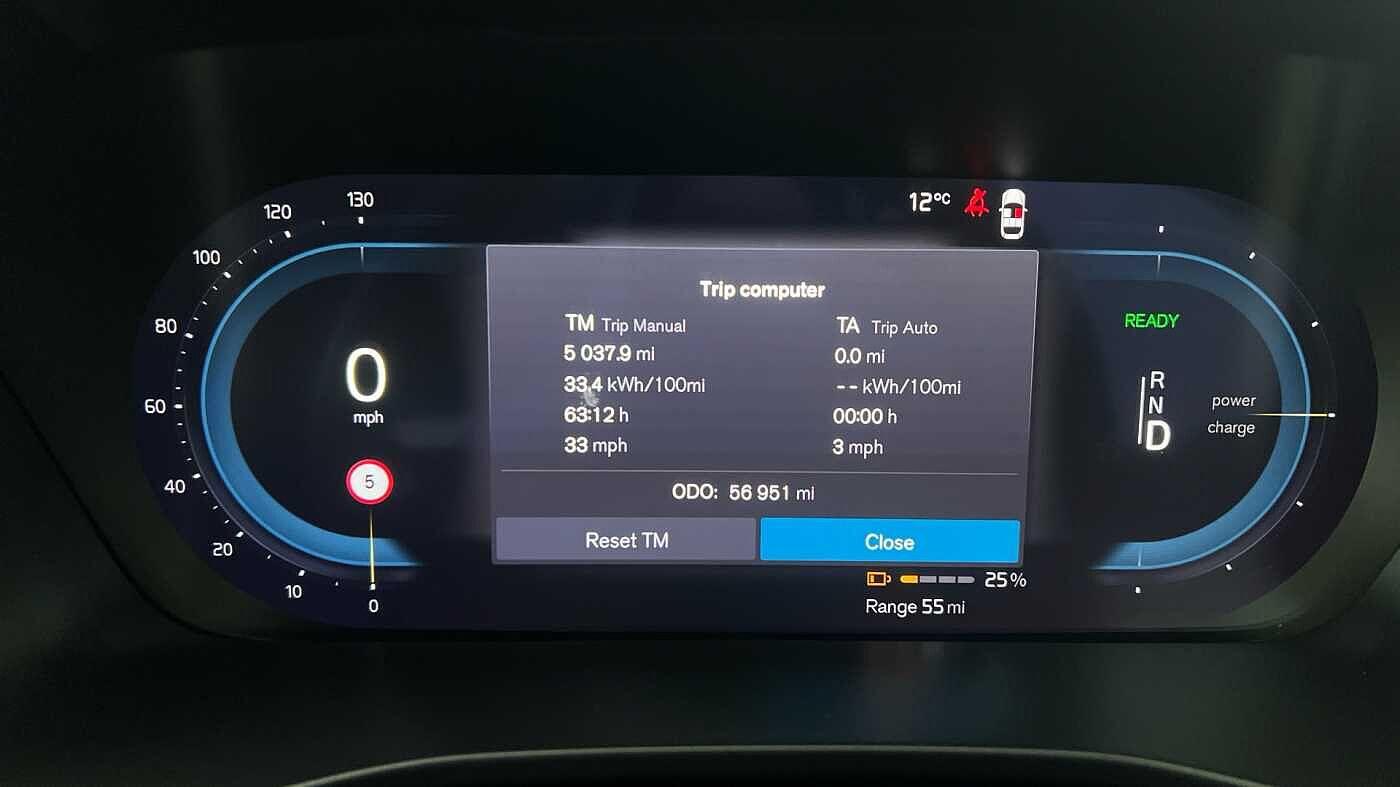 130
120
100
80
60
40
20
10
0
12°C
0
mph
5
Trip computer
TM Trip Manual
5 037.9 mi
33.4 kWh/100mi
63:12 h
33 mph
TA Trip Auto
0.0 mi
-- kWh/100mi
00:00 h
3 mph
ODO: 56 951 mi
Reset TM
Close
25%
Range 55 mi
READY
R
N
D
power
charge